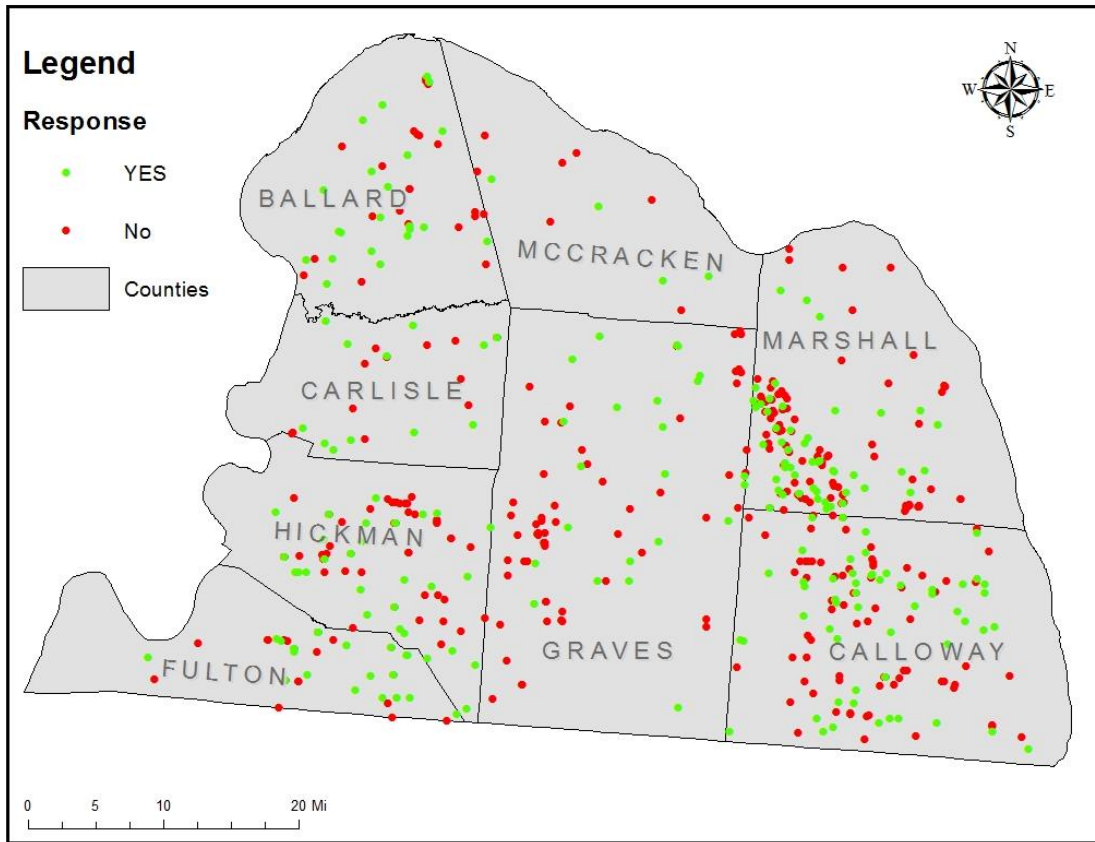 Legend
Response
YES
No
Counties
N
W E
S
BALLARD
MCCRACKEN
MARSHALL
CARLISLE
HICKMAN
GRAVES
CALLOWAY
FULTON
0 5 10 20 Mi